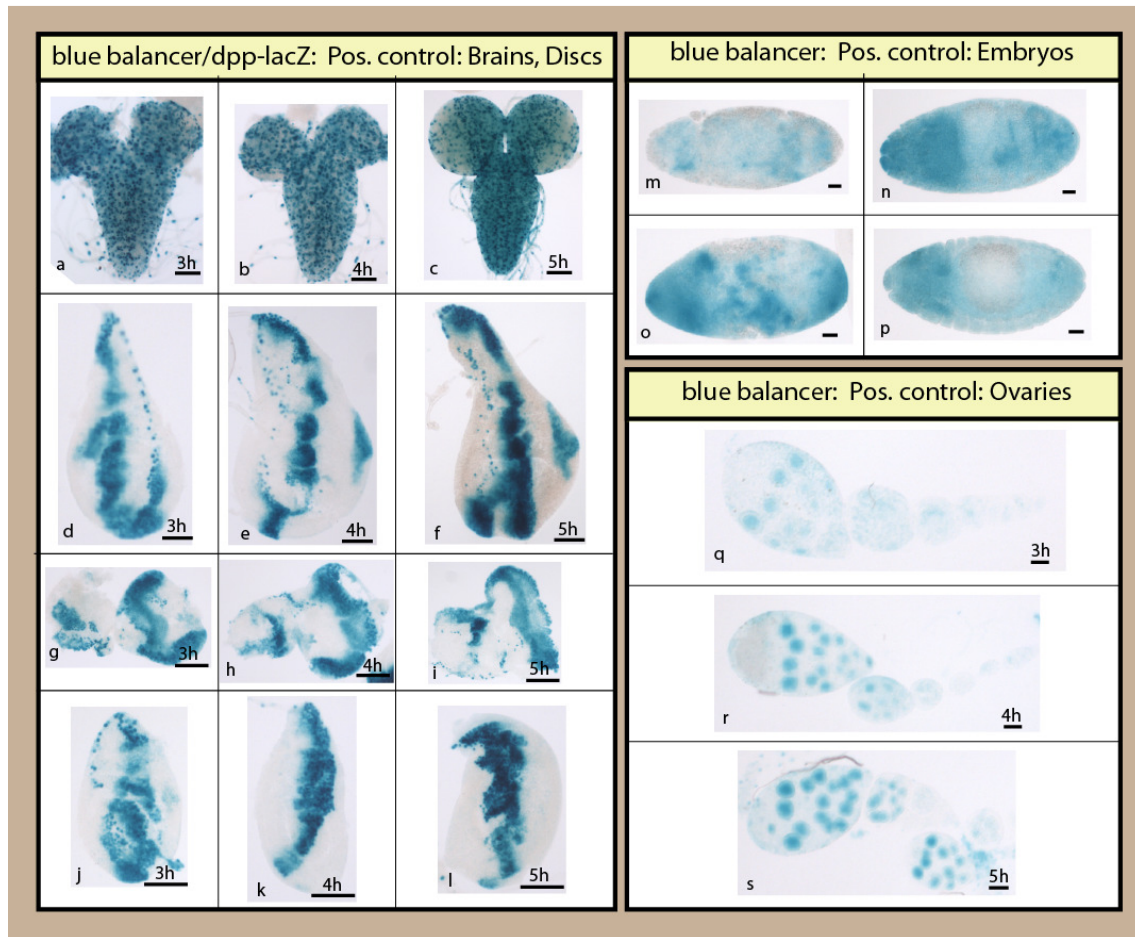 blue balancer/dpp-lacZ: Pos. control: Brains, Discs
a 3h
b 4h
c 5h
d 3h
e 4h
f 5h
g 3h
h 4h
i 5h
j 3h
k 4h
l 5h
blue balancer: Pos. control: Embryos
m
n
o
p
blue balancer: Pos. control: Ovaries
q 3h
r 4h
s 5h